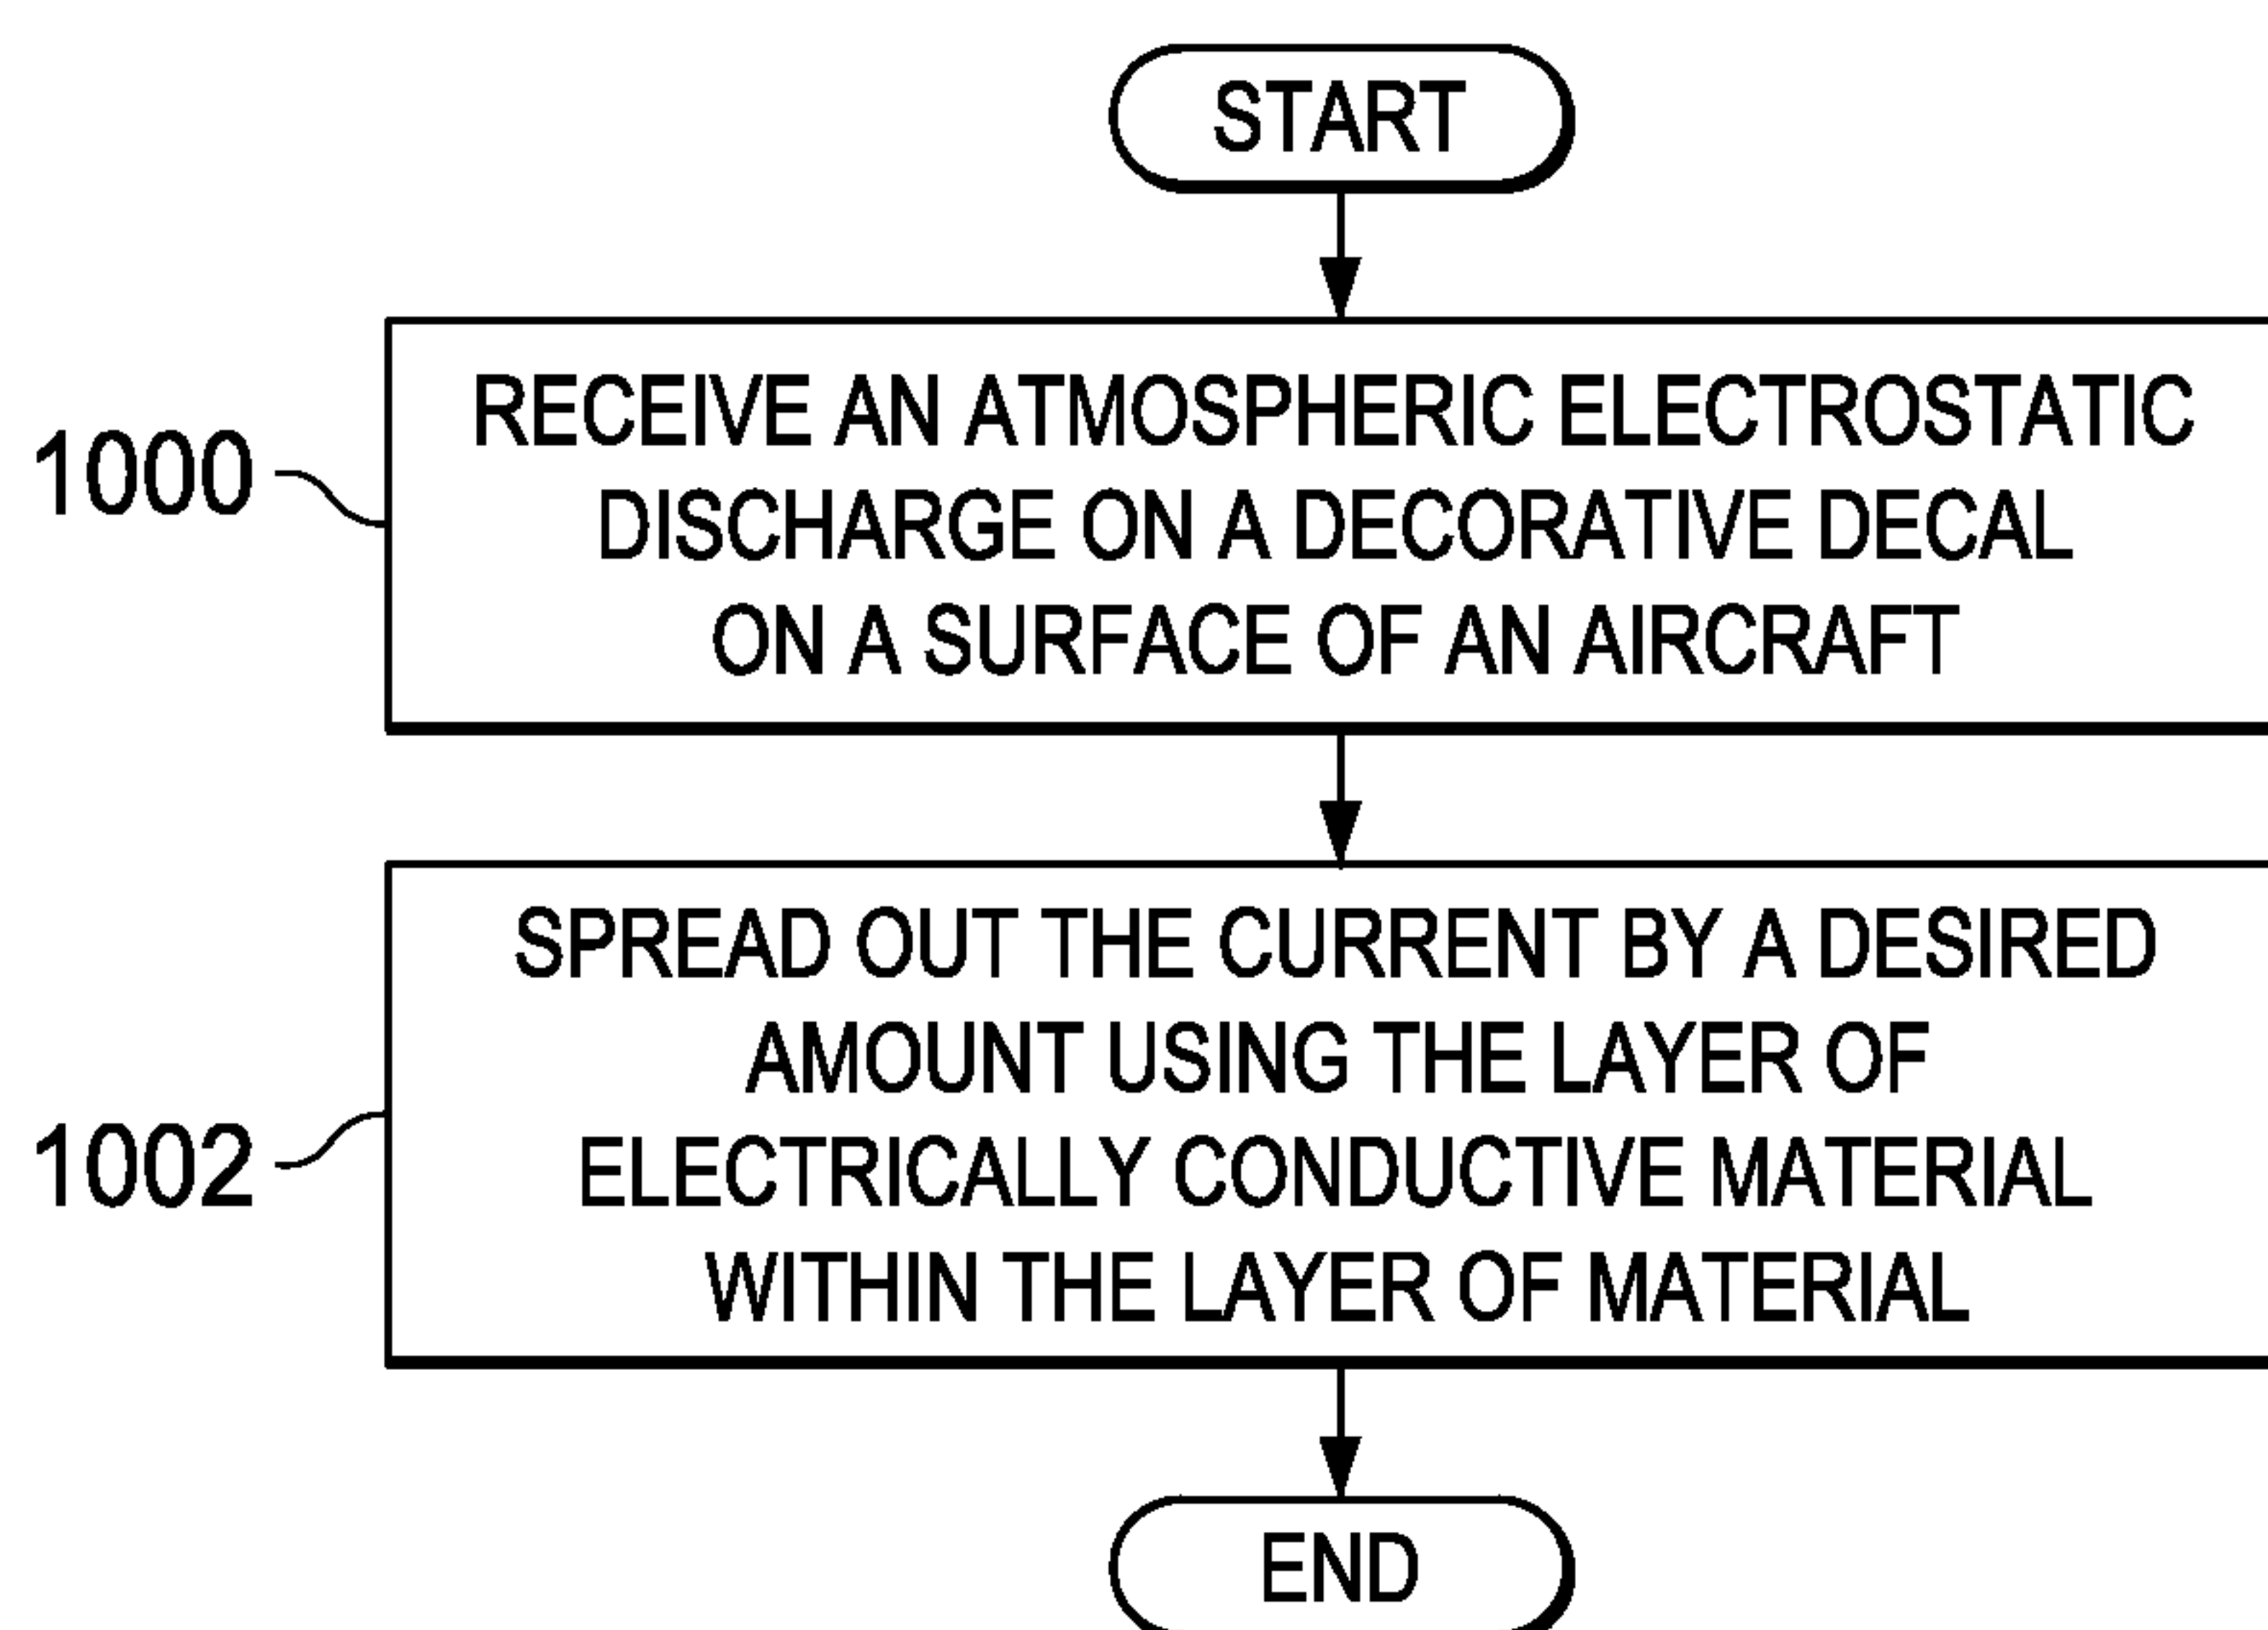 START
1000
RECEIVE AN ATMOSPHERIC ELECTROSTATIC
DISCHARGE ON A DECORATIVE DECAL
ON A SURFACE OF AN AIRCRAFT
1002
SPREAD OUT THE CURRENT BY A DESIRED
AMOUNT USING THE LAYER OF
ELECTRICALLY CONDUCTIVE MATERIAL
WITHIN THE LAYER OF MATERIAL
END